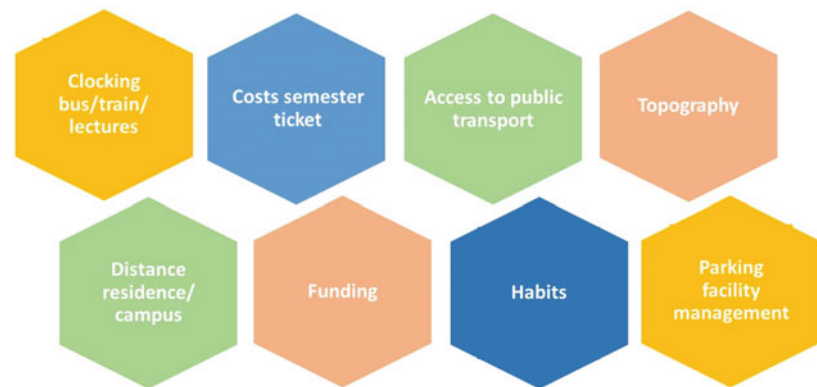 Clocking
bus/train/
lectures
Costs semester
ticket
Access to public
transport
Topography
Distance
residence/
campus
Funding
Habits
Parking
facility
management